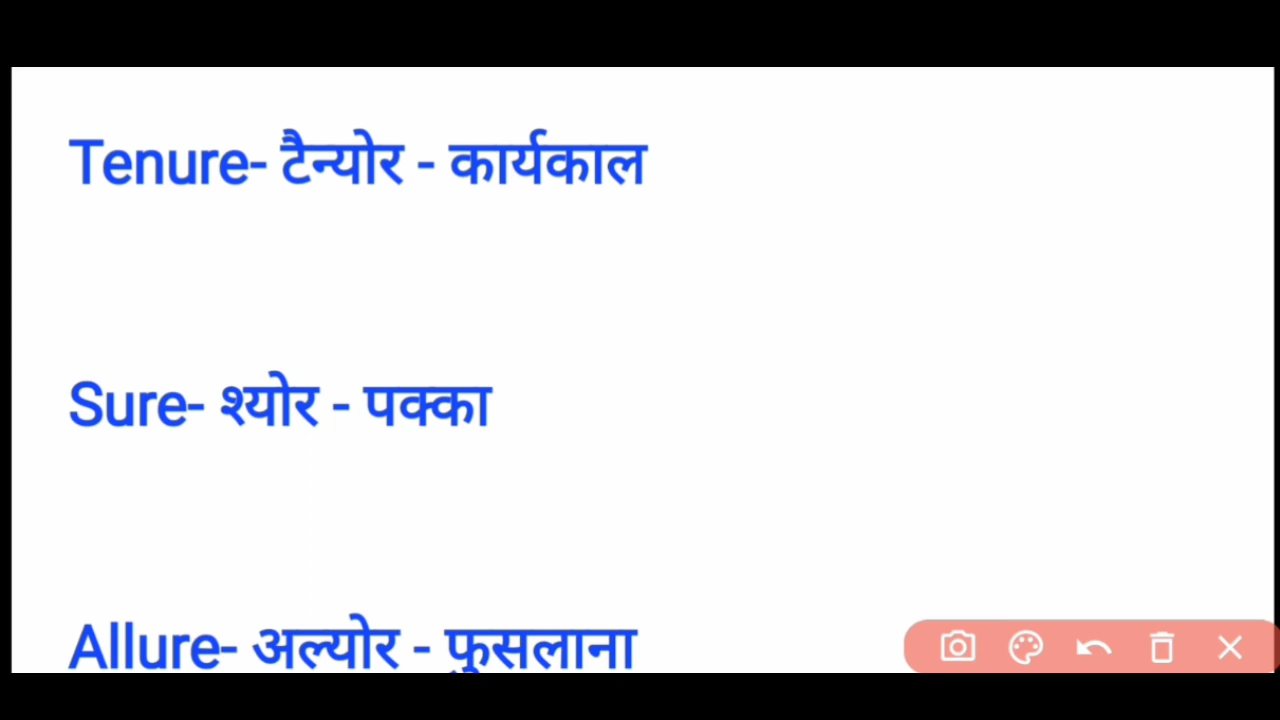 Tenure- टैन्योर - कार्यकाल
Sure- श्योर - पक्का
Allure- अल्योर - फुसलाना